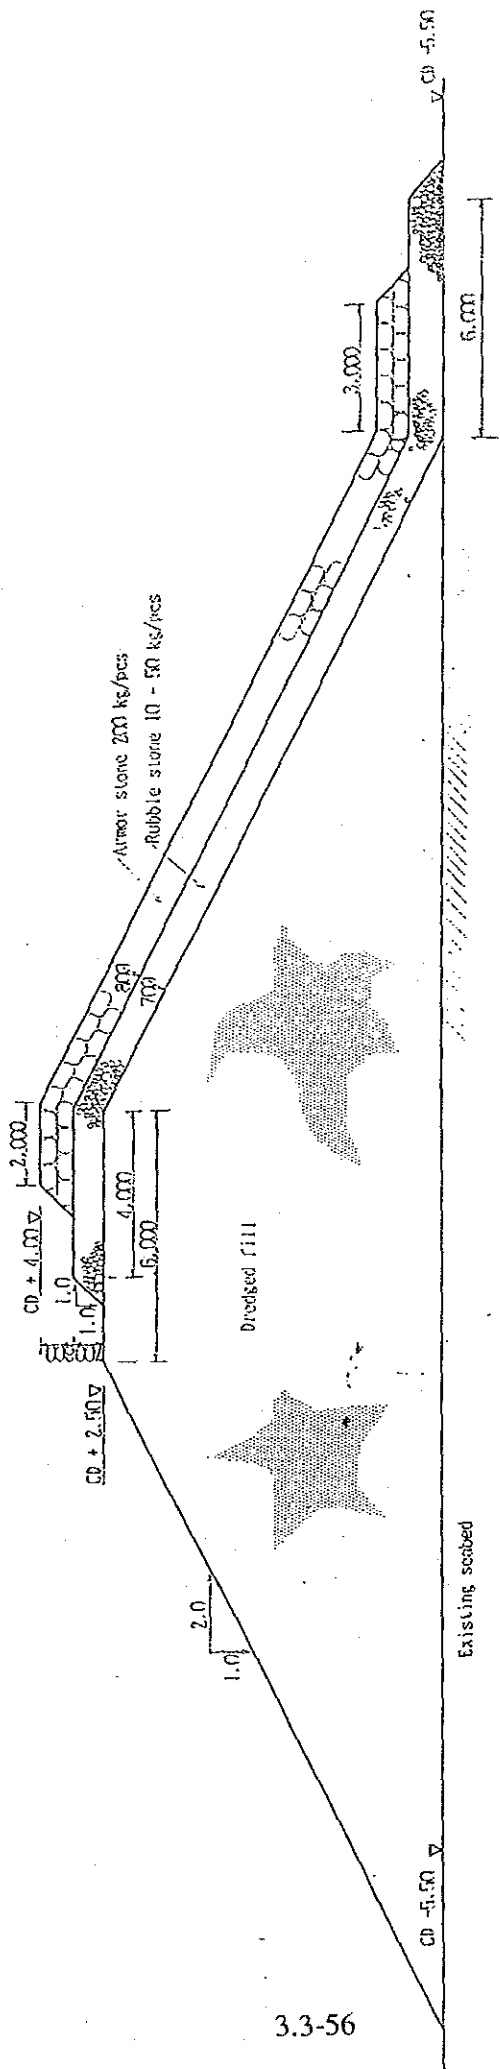 CD -5.50
6.000
3.000
Armor stone 200 kg/pcs
Rubble stone 10 - 50 kg/pcs
700
2.000
CD + 4.00
1.0
1.0
4.000
6.000
CD + 2.50
Dredged fill
2.0
1.0
Existing seabed
CD -5.50
3.3-56